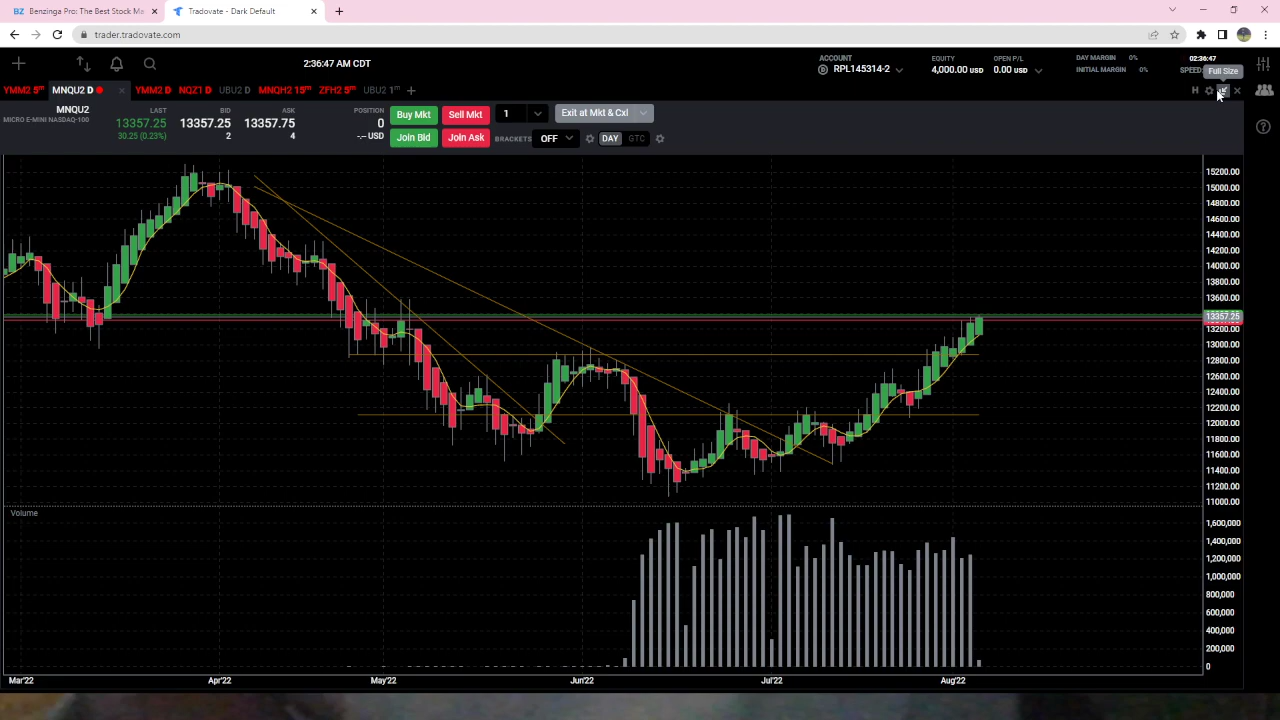 Benzinga Pro: The Best Stock Ma
Tradovate - Dark Default
trader.tradovate.com
2:36:47 AM CDT
ACCOUNT
RPL145314-2
EQUITY
4,000.00 USD
OPEN P/L
0.00 USD
DAY MARGIN 0%
INITIAL MARGIN 0%
02:36:47
SPEED:
Full Size
YMM2 5m MNQU2 D YMM2 D NQZ1 D UBU2 D MNQH2 15m ZFH2 5m UBU2 1m
H
MNQU2
MICRO E-MINI NASDAQ-100
LAST
13357.25
30.25 (0.23%)
BID
13357.25
2
ASK
13357.75
4
POSITION
0
-.-- USD
Buy Mkt Sell Mkt 1 Exit at Mkt & Cxl
Join Bid Join Ask BRACKETS OFF DAY GTC
15200.00
15000.00
14800.00
14600.00
14400.00
14200.00
14000.00
13800.00
13600.00
13357.25
13200.00
13000.00
12800.00
12600.00
12400.00
12200.00
12000.00
11800.00
11600.00
11400.00
11200.00
11000.00
Volume
1,600,000
1,400,000
1,200,000
1,000,000
800,000
600,000
400,000
200,000
0
Mar'22 Apr'22 May'22 Jun'22 Jul'22 Aug'22